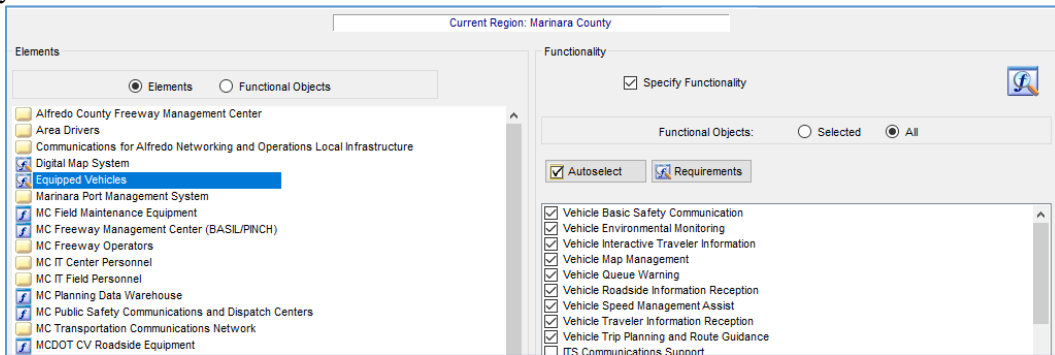 Current Region: Marinara County
Elements
Elements
Functional Objects
Alfredo County Freeway Management Center
Area Drivers
Communications for Alfredo Networking and Operations Local Infrastructure
Digital Map System
Equipped Vehicles
Marinara Port Management System
MC Field Maintenance Equipment
MC Freeway Management Center (BASIL/PINCH)
MC Freeway Operators
MC IT Center Personnel
MC IT Field Personnel
MC Planning Data Warehouse
MC Public Safety Communications and Dispatch Centers
MC Transportation Communications Network
MCDOT CV Roadside Equipment
Functionality
Specify Functionality
Functional Objects:
Selected
All
Autoselect
Requirements
Vehicle Basic Safety Communication
Vehicle Environmental Monitoring
Vehicle Interactive Traveler Information
Vehicle Map Management
Vehicle Queue Warning
Vehicle Roadside Information Reception
Vehicle Speed Management Assist
Vehicle Traveler Information Reception
Vehicle Trip Planning and Route Guidance
ITS Communications Support